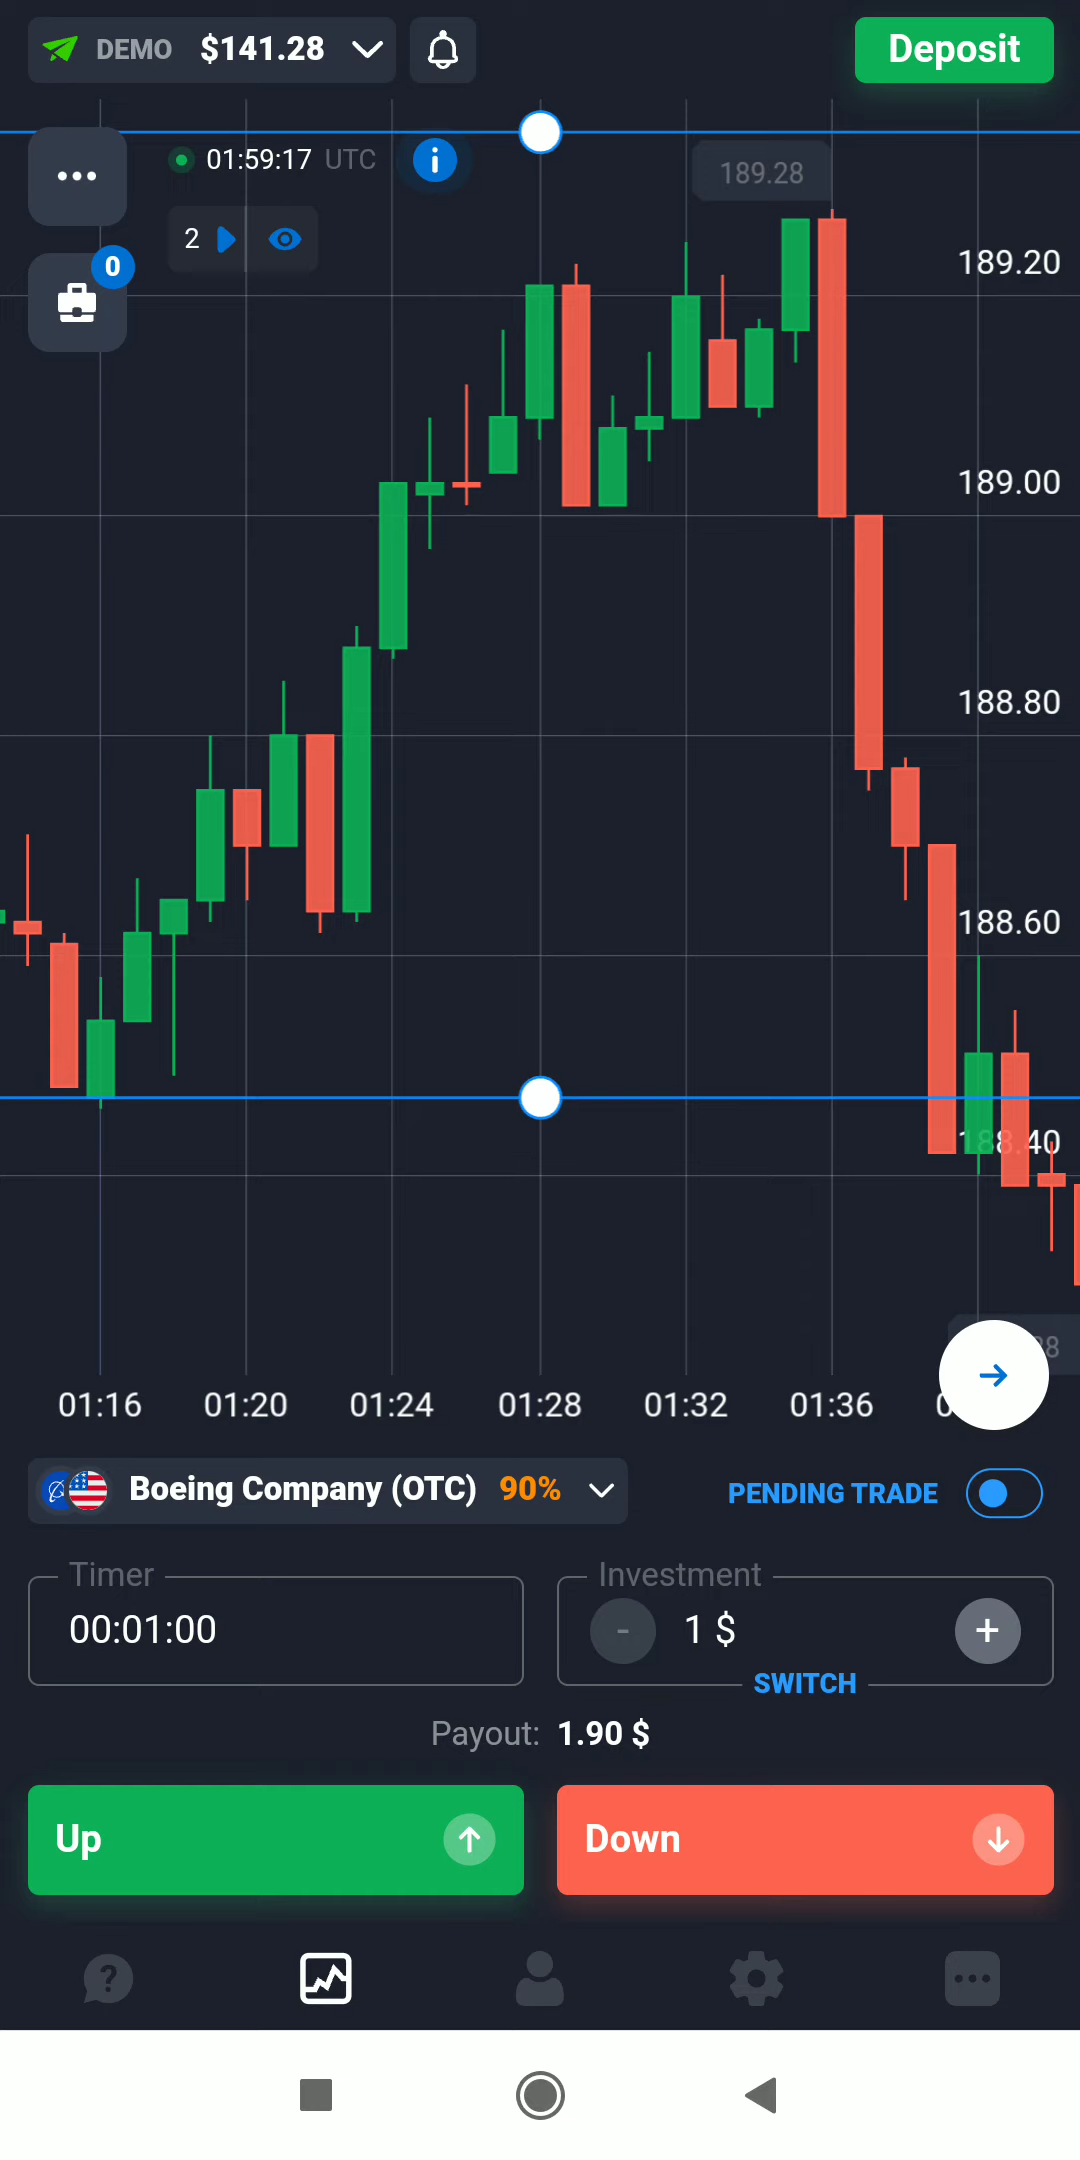 DEMO $141.28
Deposit
01:59:17 UTC
189.28
2
0
189.20
189.00
188.80
188.60
188.40
01:16 01:20 01:24 01:28 01:32 01:36
Boeing Company (OTC) 90%
PENDING TRADE
Timer
00:01:00
Investment
- 1 $ +
SWITCH
Payout: 1.90 $
Up
Down